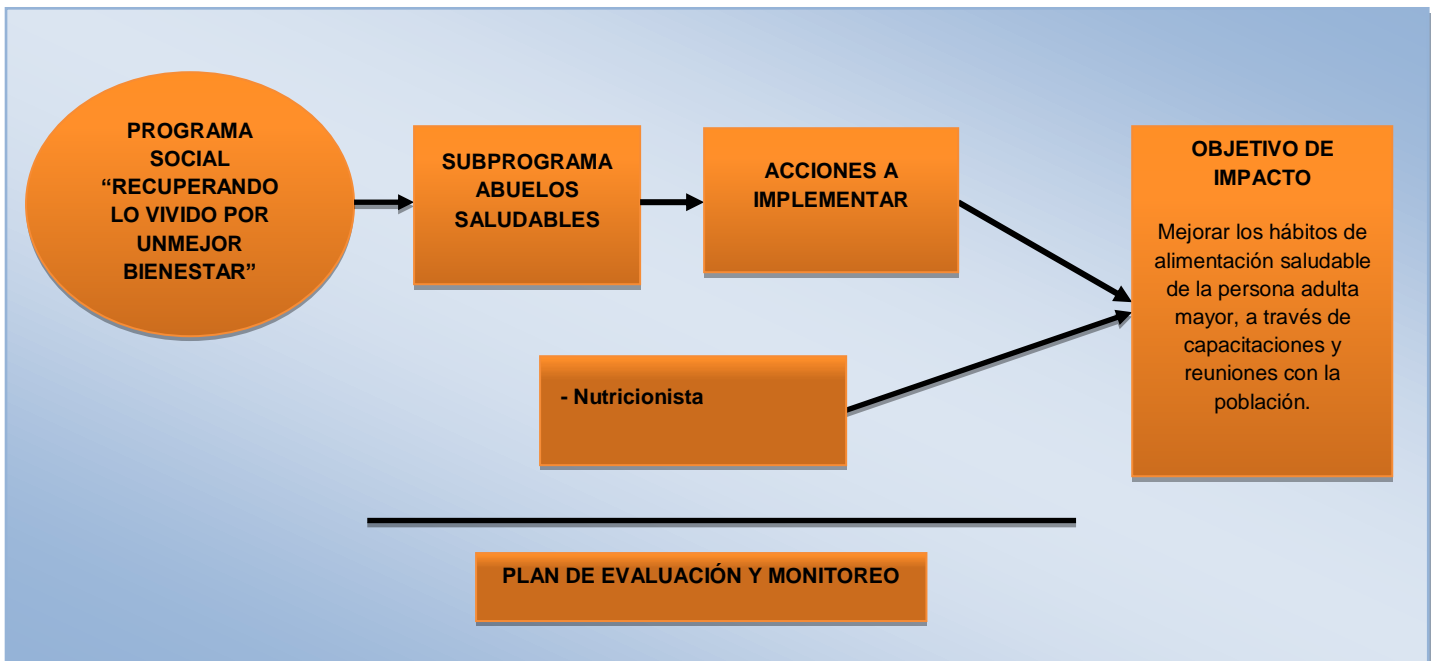 PROGRAMA
SOCIAL
“RECUPERANDO
LO VIVIDO POR
UNMEJOR
BIENESTAR”
SUBPROGRAMA
ABUELOS
SALUDABLES
ACCIONES A
IMPLEMENTAR
OBJETIVO DE
IMPACTO
Mejorar los hábitos de
alimentación saludable
de la persona adulta
mayor, a través de
capacitaciones y
reuniones con la
población.
- Nutricionista
PLAN DE EVALUACIÓN Y MONITOREO